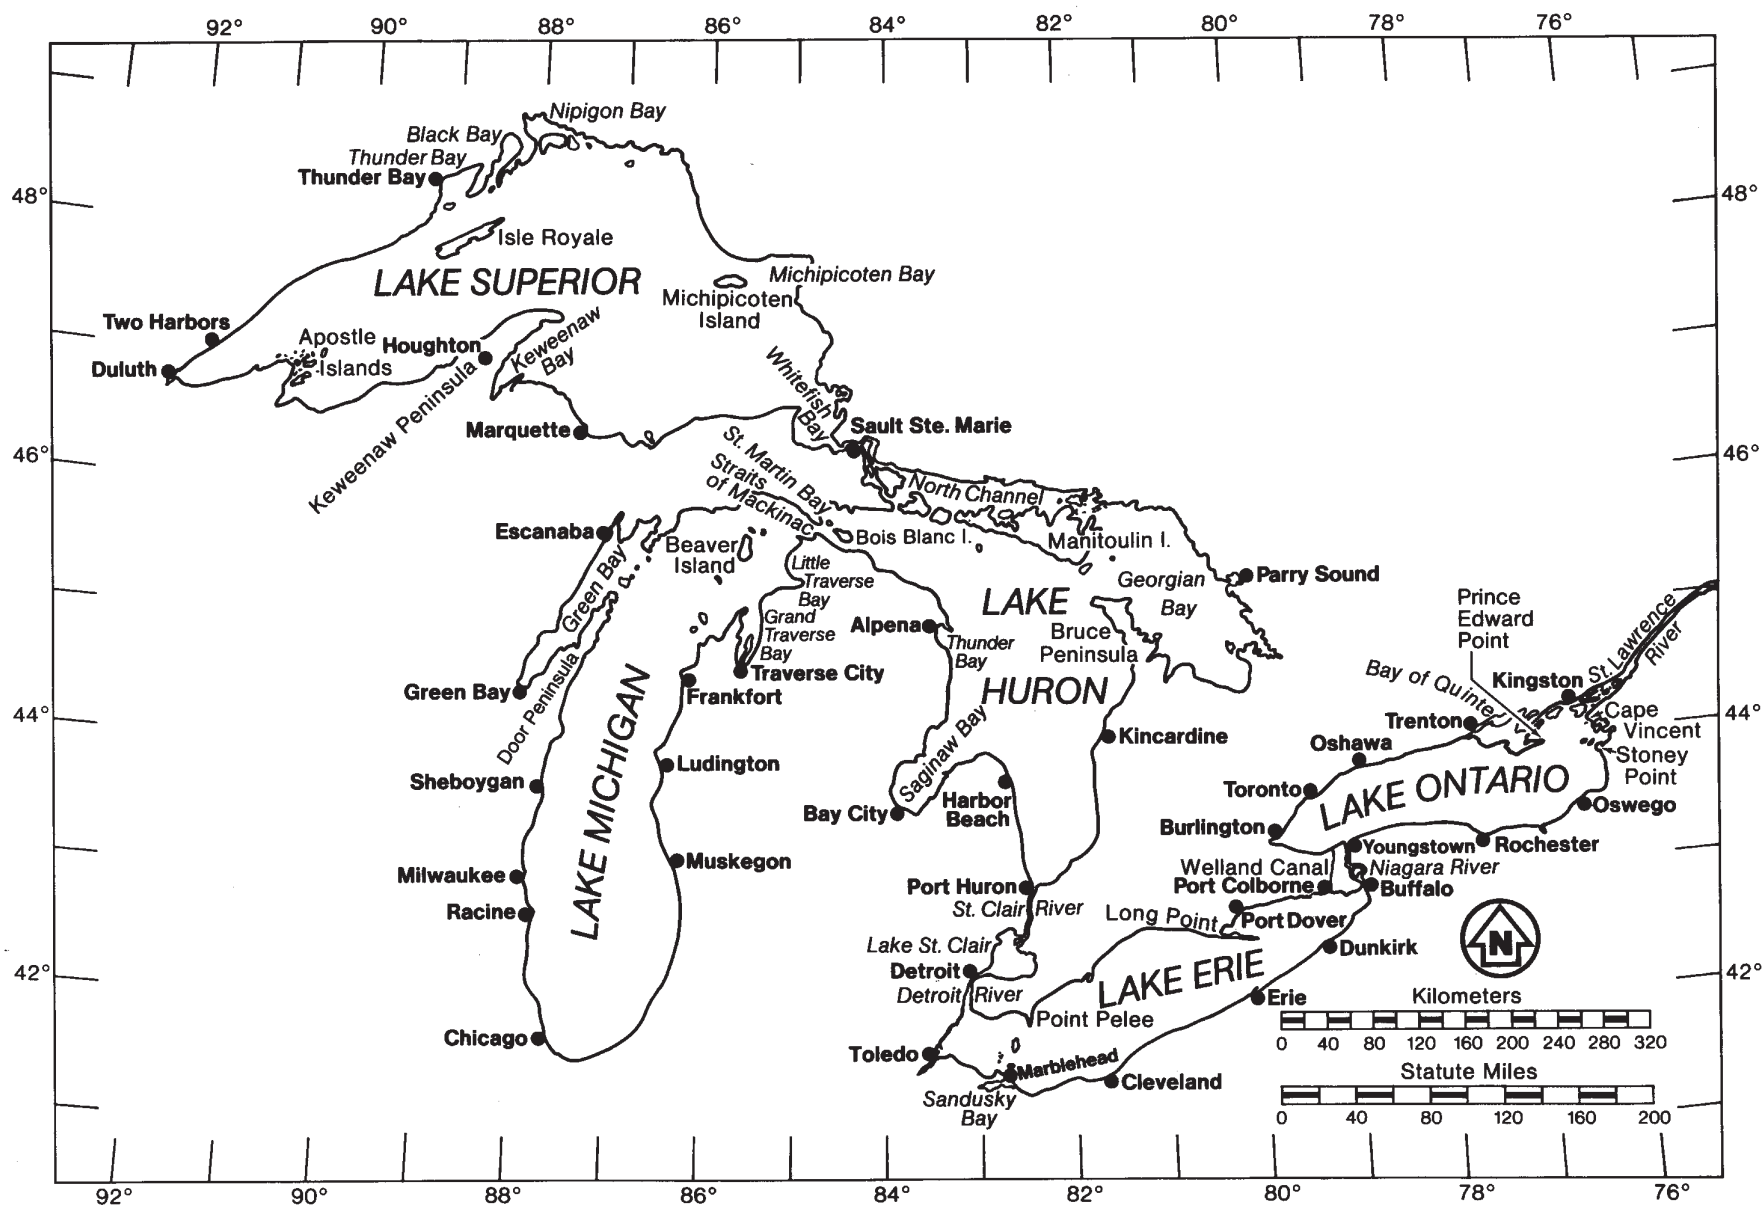 92°
90°
88°
86°
84°
82°
80°
78°
76°
Nipigon Bay
Black Bay
Thunder Bay
Thunder Bay
48°
48°
Isle Royale
LAKE SUPERIOR
Michipicoten Bay
Michipicoten
Island
Two Harbors
Apostle
Islands
Houghton
Keweenaw
Bay
Duluth
Keweenaw Peninsula
Whitefish
Bay
Marquette
Sault Ste. Marie
46°
46°
St. Martin Bay
Straits
of Mackinac
North Channel
Escanaba
Beaver
Island
Bois Blanc I.
Manitoulin I.
Green Bay
Little
Traverse
Bay
Georgian
Bay
Parry Sound
LAKE
HURON
Prince
Edward
Point
Grand
Traverse
Bay
Alpena
Thunder
Bay
Bruce
Peninsula
St. Lawrence
River
Door Peninsula
Green Bay
Traverse City
Frankfort
LAKE MICHIGAN
Bay of Quinte
Kingston
44°
44°
Trenton
Cape
Vincent
Stoney
Point
Saginaw Bay
Kincardine
Oshawa
Ludington
Sheboygan
Toronto
LAKE ONTARIO
Oswego
Bay City
Harbor
Beach
Burlington
Youngstown
Rochester
Muskegon
Welland Canal
Niagara River
Milwaukee
Port Huron
Port Colborne
Buffalo
Racine
St. Clair River
Long Point
Port Dover
N
Lake St. Clair
Dunkirk
42°
42°
Detroit
LAKE ERIE
Detroit River
Erie
Kilometers
0 40 80 120 160 200 240 280 320
Point Pelee
Chicago
Toledo
Marblehead
Cleveland
Statute Miles
0 40 80 120 160 200
Sandusky
Bay
92°
90°
88°
86°
84°
82°
80°
78°
76°